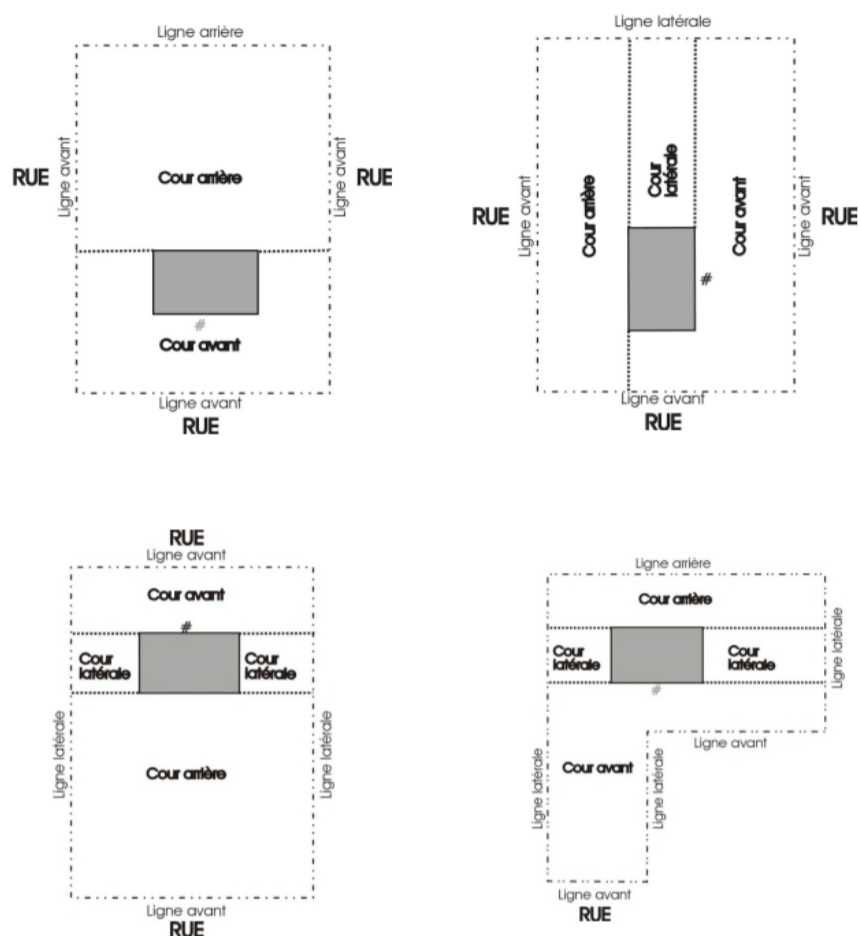 Ligne arrière
RUE
Ligne avant
Cour arrière
Ligne avant
RUE
#
Cour avant
Ligne avant
RUE
Ligne latérale
RUE
Ligne avant
Cour arrière
Cour
latérale
Cour avant
Ligne avant
RUE
#
Ligne avant
RUE
RUE
Ligne avant
Cour avant
#
Cour
latérale
Cour
latérale
Ligne latérale
Cour arrière
Ligne latérale
Ligne avant
RUE
Ligne arrière
Cour arrière
Cour
latérale
Cour
latérale
Ligne latérale
#
Ligne avant
Ligne latérale
Cour avant
Ligne latérale
Ligne avant
RUE